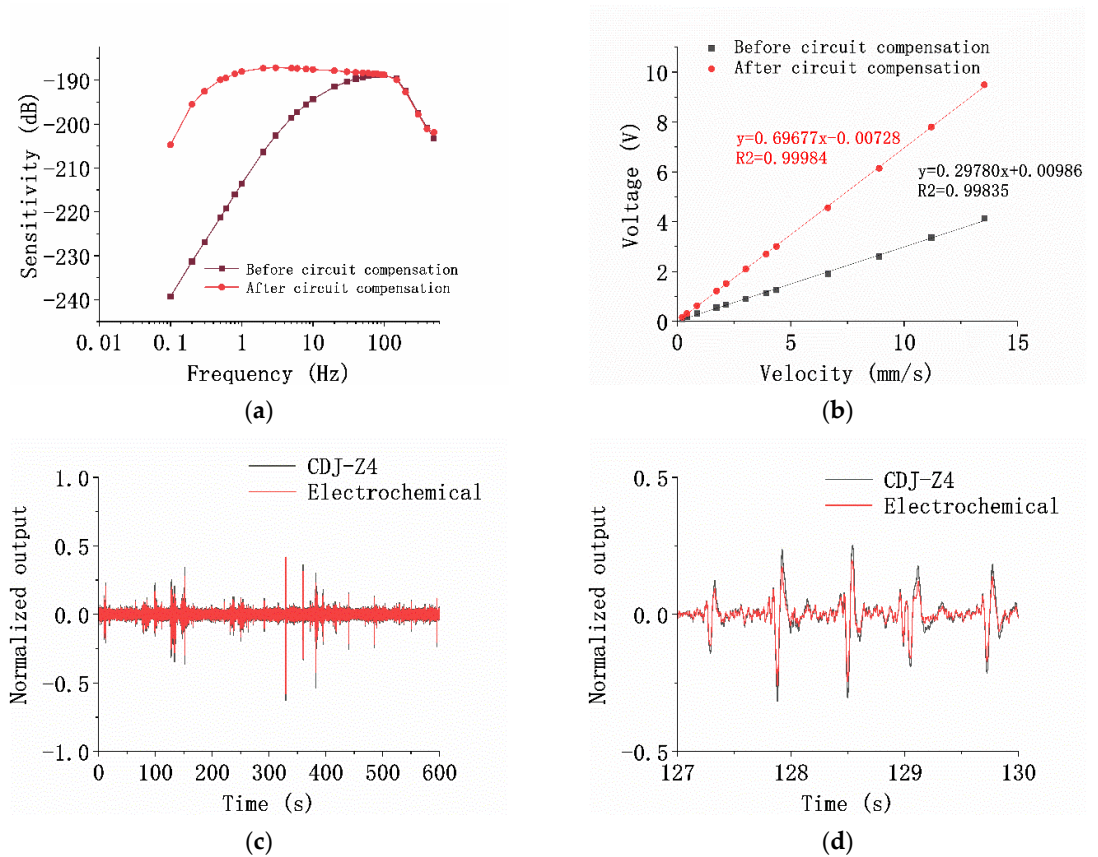 −190
−200
−210
−220
−230
−240
Sensitivity (dB)
Before circuit compensation
After circuit compensation
0.01
0.1
1
10
100
Frequency (Hz)
(a)
Before circuit compensation
After circuit compensation
10
8
6
4
2
0
Voltage (V)
y=0.69677x−0.00728
R2=0.99984
y=0.29780x+0.00986
R2=0.99835
0
5
10
15
Velocity (mm/s)
(b)
CDJ−Z4
Electrochemical
1.0
0.5
0.0
−0.5
−1.0
Normalized output
0
100
200
300
400
500
600
Time (s)
(c)
CDJ−Z4
Electrochemical
0.5
0.0
−0.5
Normalized output
127
128
129
130
Time (s)
(d)